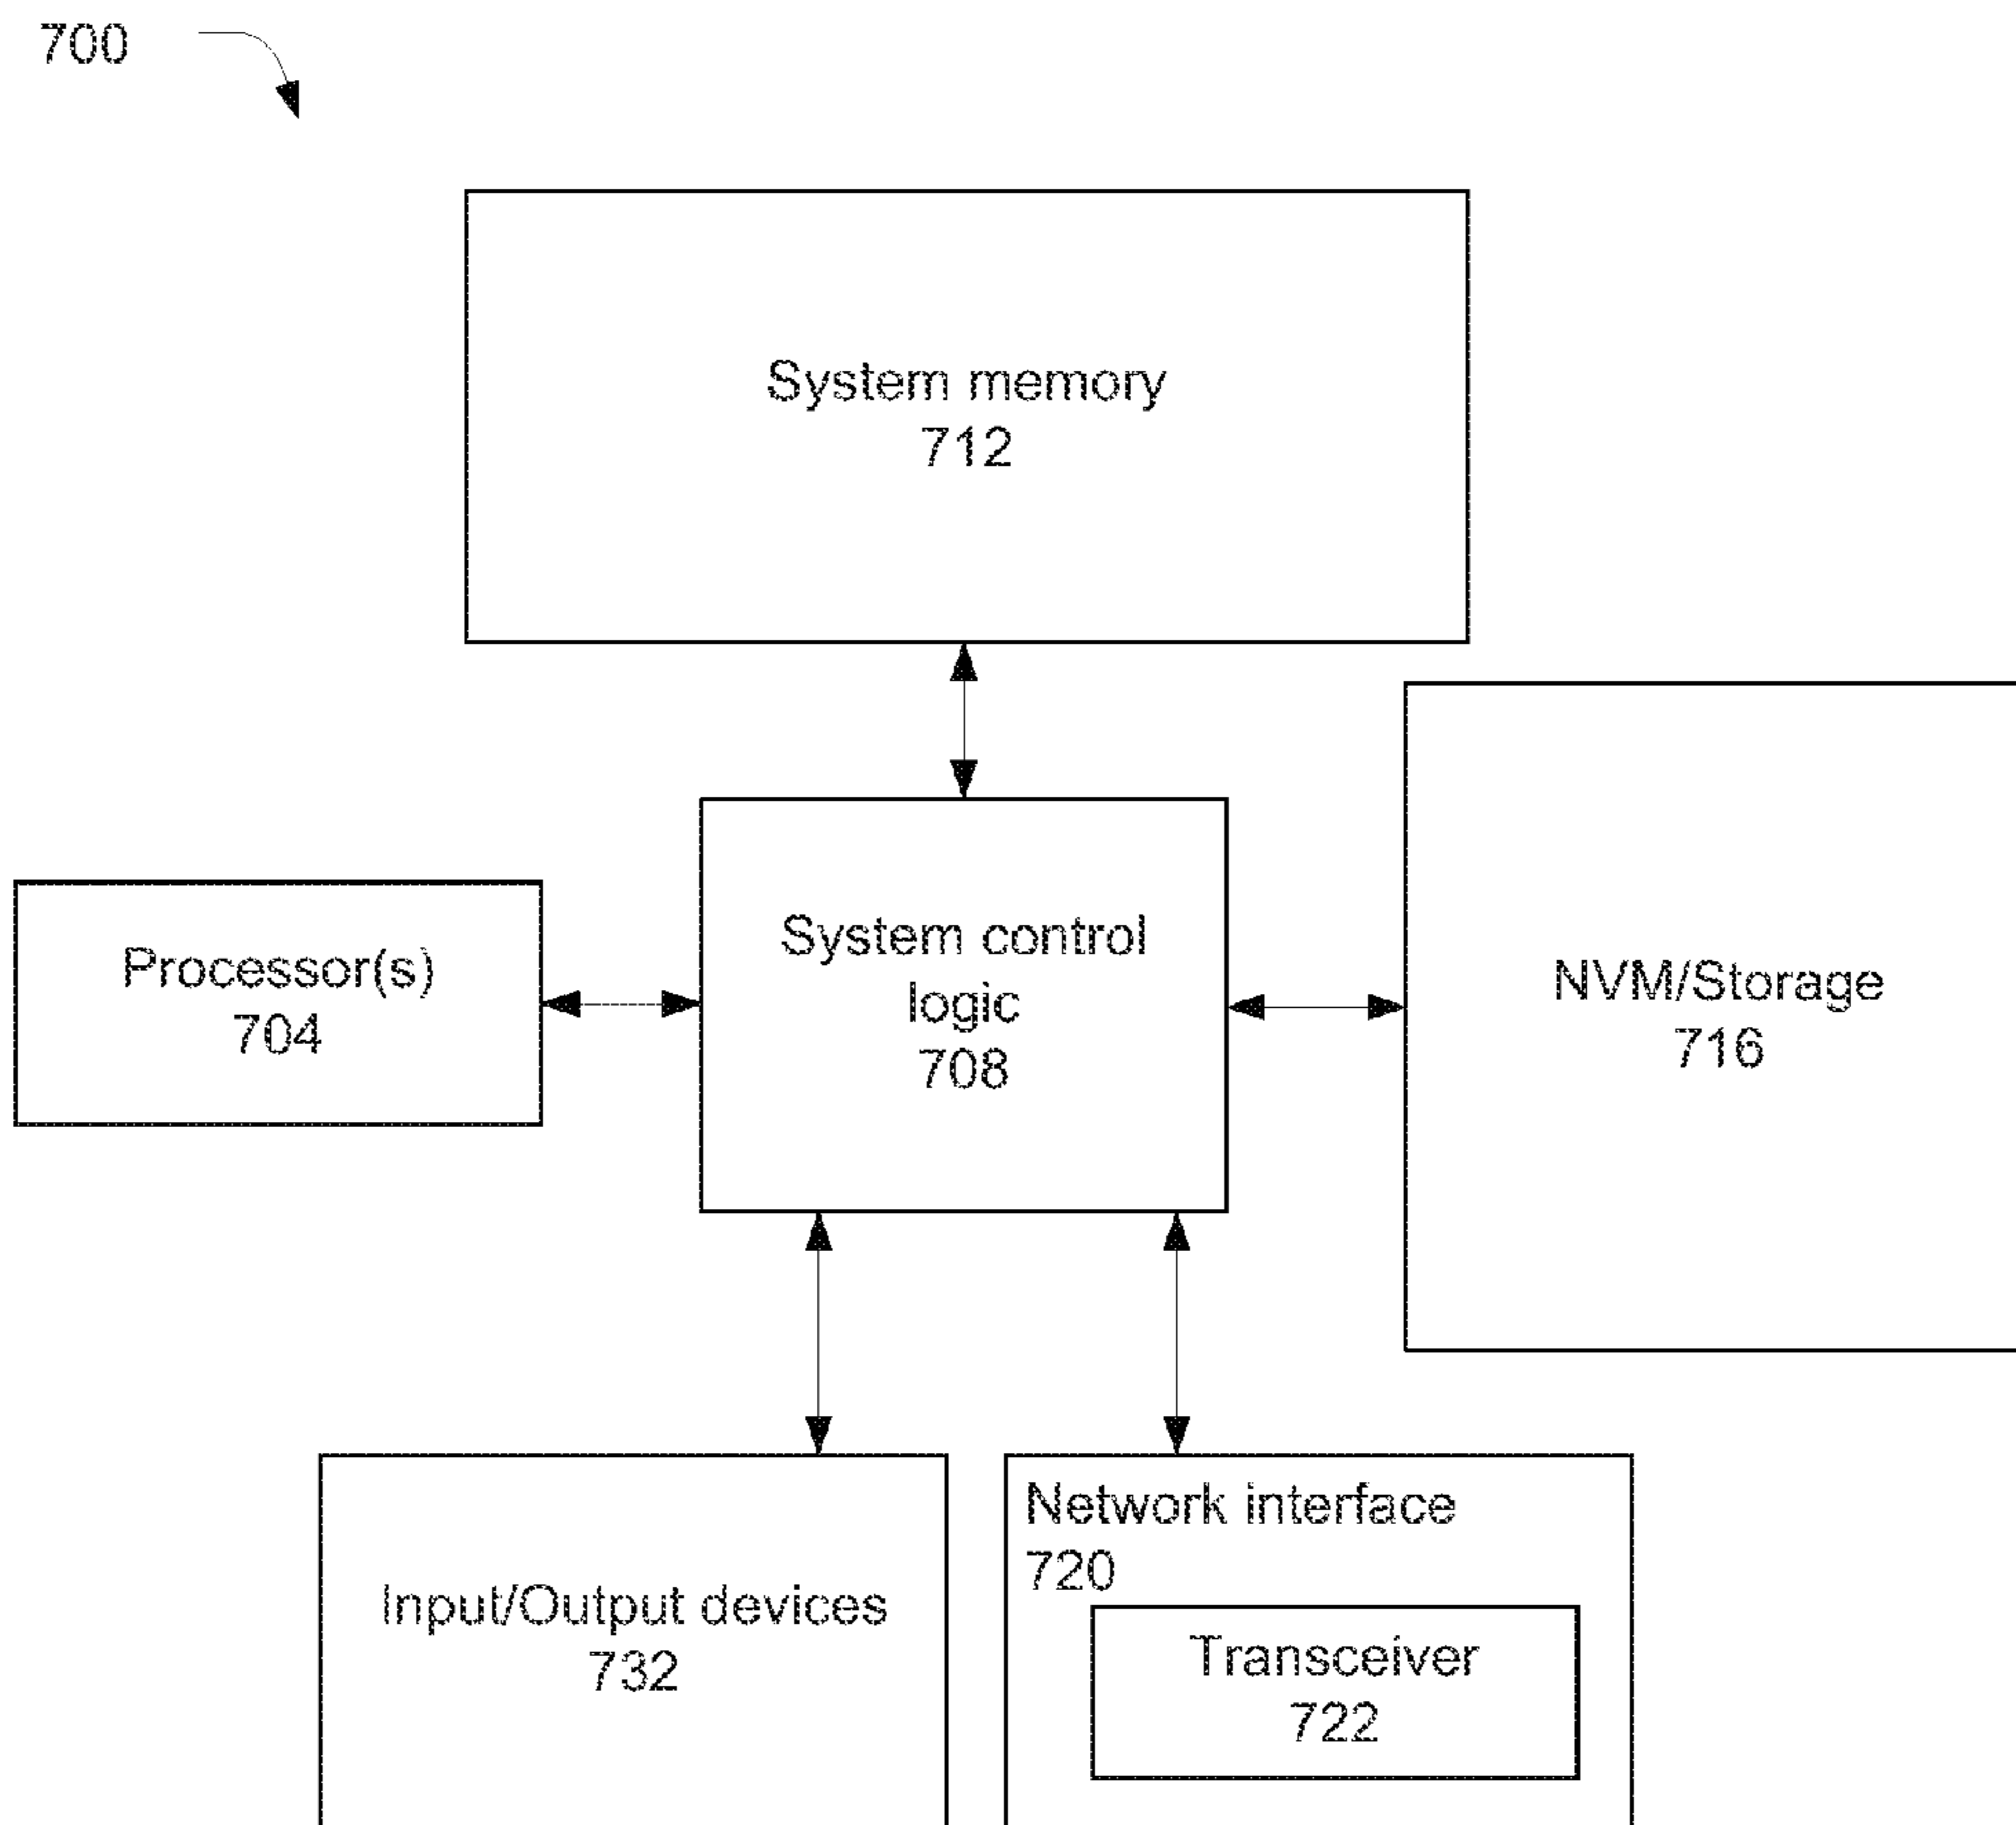 700
System memory
712
Processor(s)
704
System control
logic
708
NVM/Storage
716
Input/Output devices
732
Network interface
720
Transceiver
722